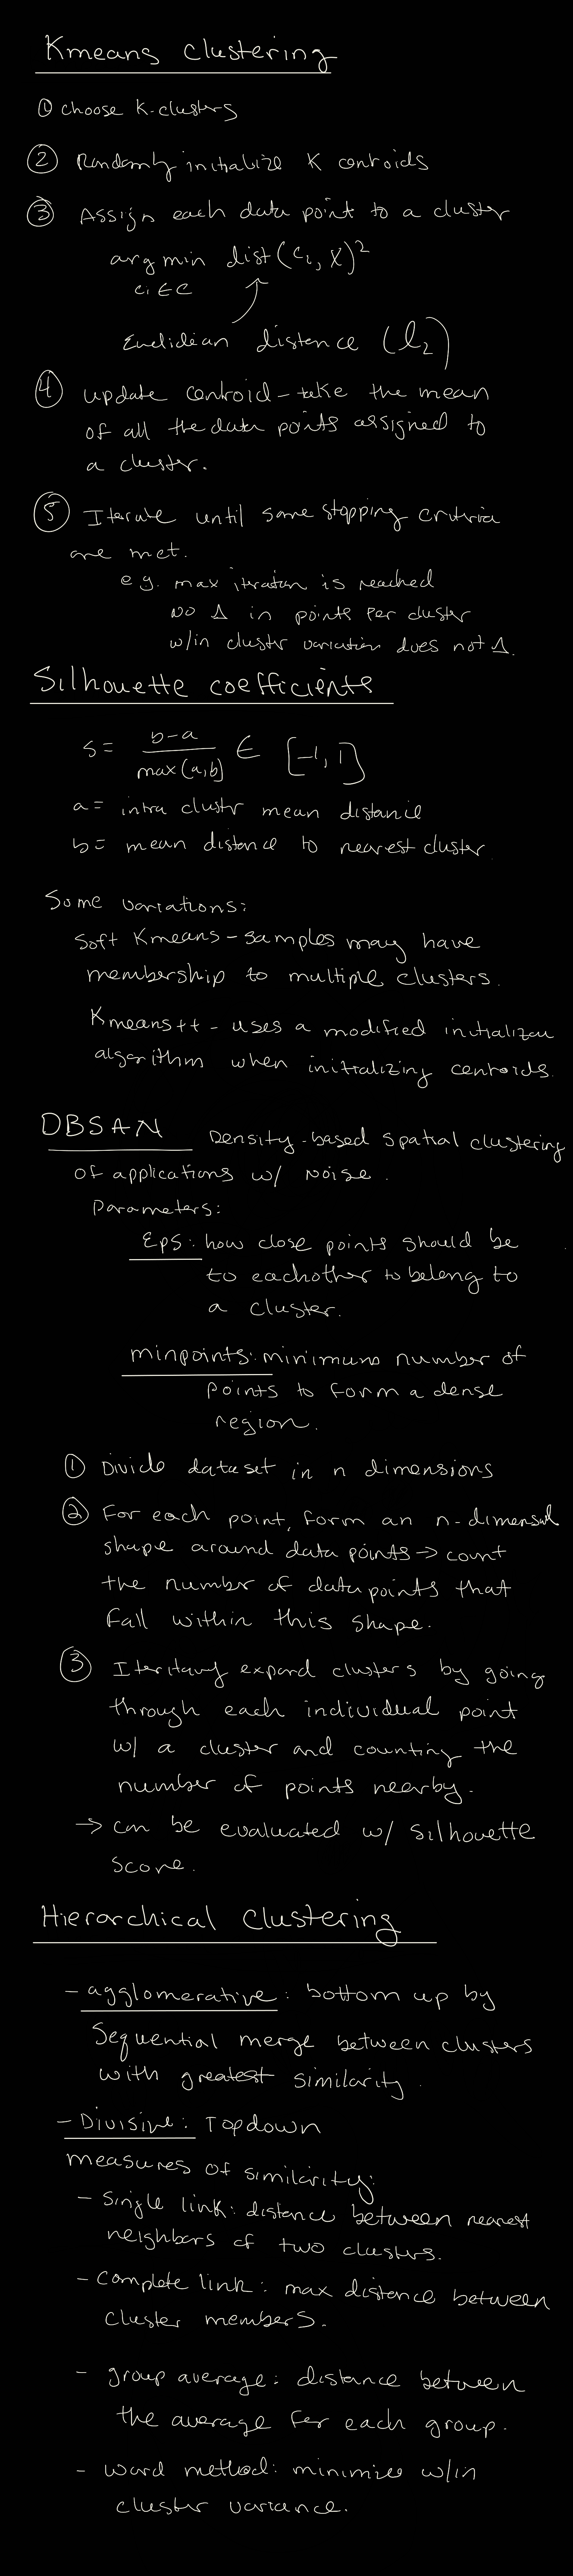 Kmeans clustering
① choose K-clusters
② Randomly initialize K centroids
③ Assign each data point to a cluster
arg min dist(cᵢ, x)²
cᵢ ∈ C
Euclidian distance (l₂)
④ update centroid - take the mean
of all the data points assigned to
a cluster.
⑤ Iterate until some stopping criteria
are met.
e.g. max iteration is reached
No Δ in points per cluster
w/in cluster variation does not Δ.
Silhouette coefficients
s = (b-a)/max(a,b) ∈ [-1, 1]
a = intra cluster mean distance
b = mean distance to nearest cluster
Some variations:
Soft Kmeans - samples may have
membership to multiple clusters.
Kmeans++ - uses a modified
algorithm when initializing centroids.
DBSAN Density-based spatial clustering
of applications w/ Noise.
Parameters:
Eps: how close points should be
to eachother to belong to
a cluster.
minpoints: minimum number of
points to form a dense
region.
① Divide dataset in n dimensions
② For each point, form an n-dimensional
shape around data points → count
the number of data points that
fall within this shape.
③ expand clusters by going
through each individual point
w/ a cluster and counting the
number of points nearby.
→ can be evaluated w/ silhouette
score.
Hierarchical clustering
- agglomerative: bottom up by
Sequential merge between clusters
with greatest similarity.
- Divisive: Topdown
measures of similarity:
- single link: distance between nearest
neighbors of two clusters.
- complete link: max distance between
cluster members.
- group average: distance between
the average for each group.
- ward method: minimize w/in
cluster variance.